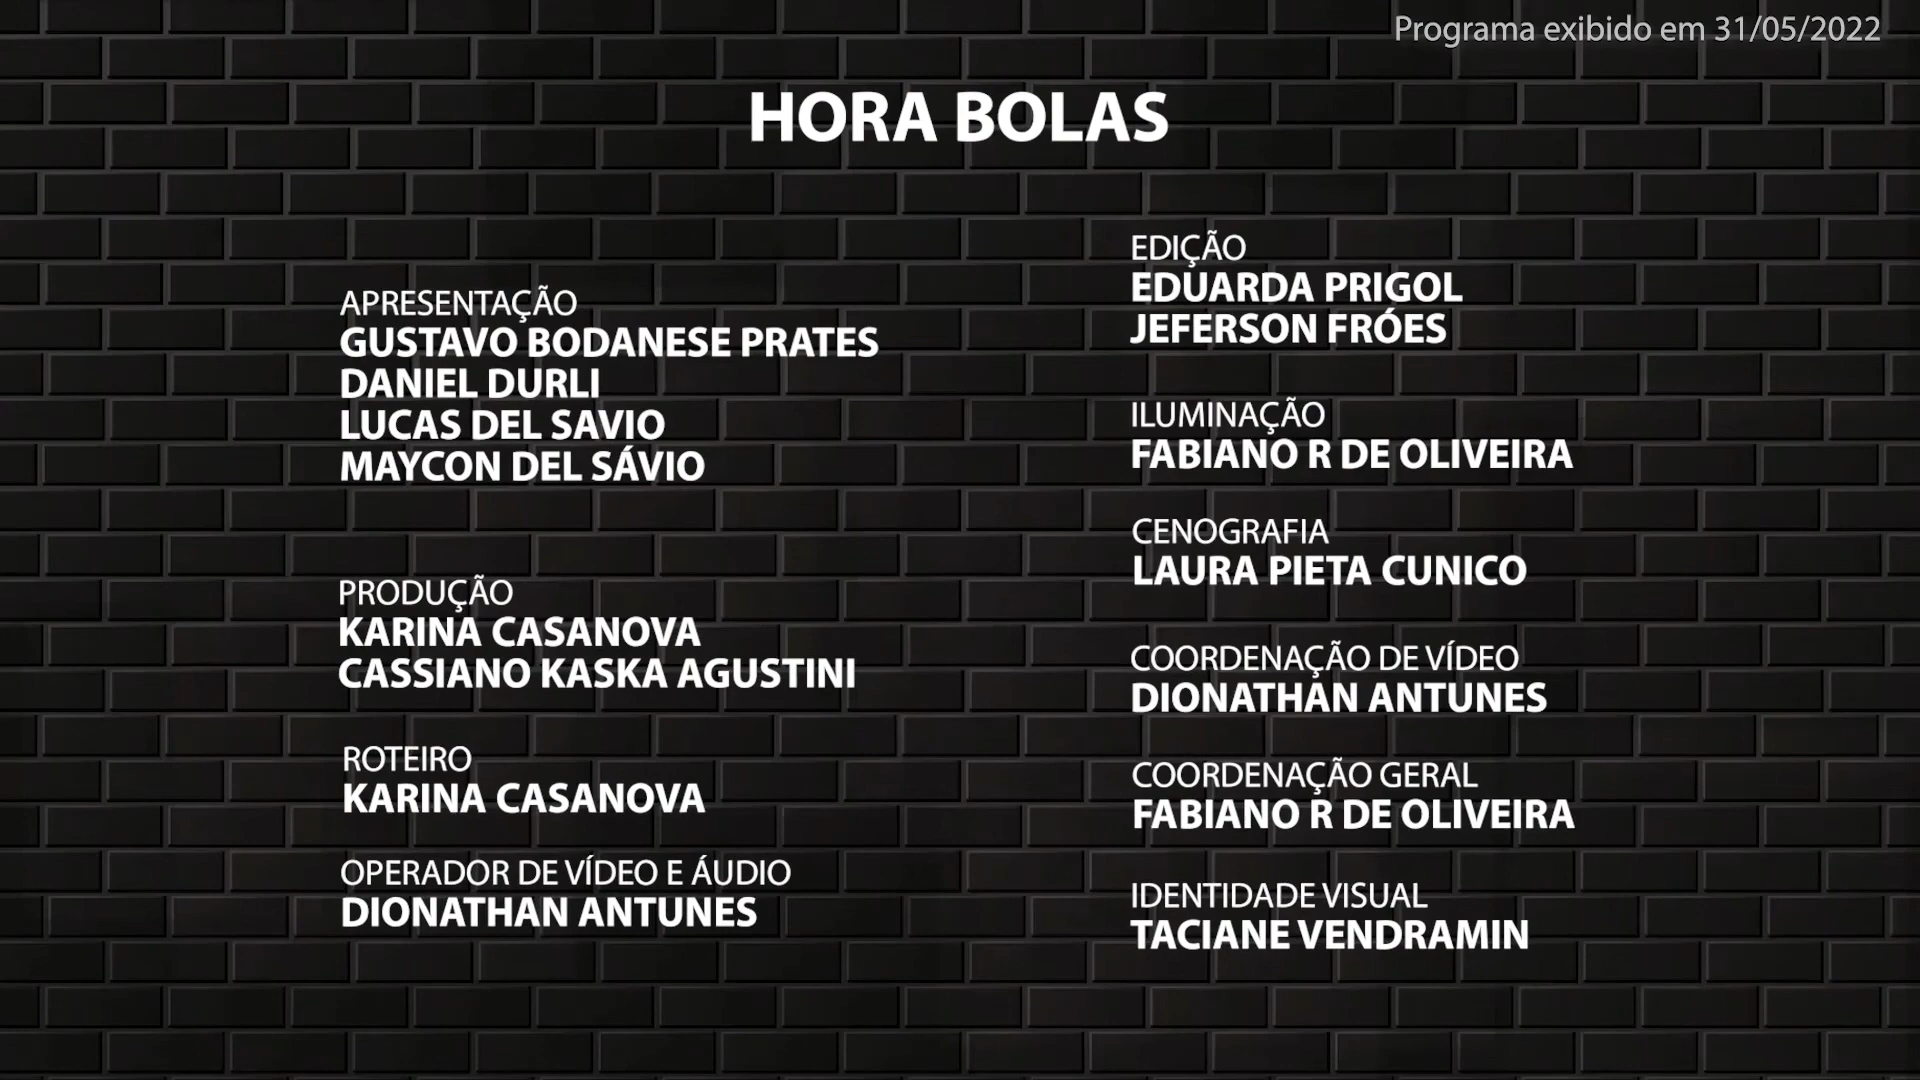 Programa exibido em 31/05/2022
HORA BOLAS
APRESENTAÇÃO
GUSTAVO BODANESE PRATES
DANIEL DURLI
LUCAS DEL SAVIO
MAYCON DEL SÁVIO
PRODUÇÃO
KARINA CASANOVA
CASSIANO KASKA AGUSTINI
ROTEIRO
KARINA CASANOVA
OPERADOR DE VÍDEO E ÁUDIO
DIONATHAN ANTUNES
EDIÇÃO
EDUARDA PRIGOL
JEFERSON FRÓES
ILUMINAÇÃO
FABIANO R DE OLIVEIRA
CENOGRAFIA
LAURA PIETA CUNICO
COORDENAÇÃO DE VÍDEO
DIONATHAN ANTUNES
COORDENAÇÃO GERAL
FABIANO R DE OLIVEIRA
IDENTIDADE VISUAL
TACIANE VENDRAMIN